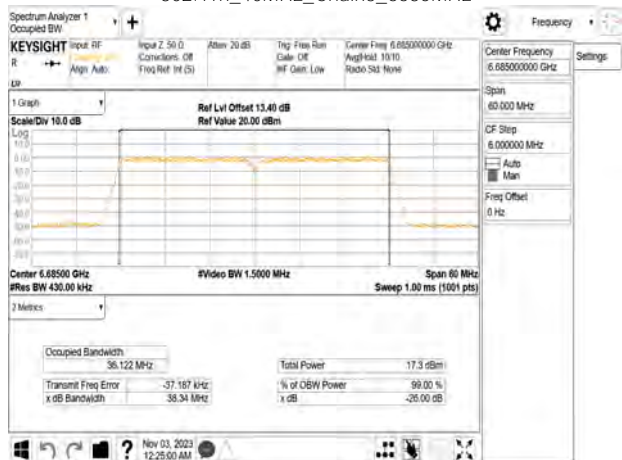 Spectrum Analyzer 1
Occupied BW
+
Frequency
KEYSIGHT
R
Input: RF
Align: Auto
Input Z: 50 Ω
Corrections: Off
Freq Ref: Int (S)
Atten: 20 dB
Trig: Free Run
Gate: Off
#IF Gain: Low
Center Freq: 6.685000000 GHz
Avg|Hold: 10/10
Radio Std: None
Center Frequency
6.685000000 GHz
Settings
Span
60.000 MHz
CF Step
6.000000 MHz
Auto
Man
Freq Offset
0 Hz
1 Graph
Scale/Div 10.0 dB
Ref Lvl Offset 13.40 dB
Ref Value 20.00 dBm
Log
10.0
0.00
Center 6.68500 GHz
#Res BW 430.00 kHz
#Video BW 1.5000 MHz
Span 60 MHz
Sweep 1.00 ms (1001 pts)
2 Metrics
Occupied Bandwidth
36.122 MHz
Total Power 17.3 dBm
Transmit Freq Error -37.187 kHz
% of OBW Power 99.00 %
x dB Bandwidth 38.34 MHz
x dB -26.00 dB
?
Nov 03, 2023
12:25:00 AM